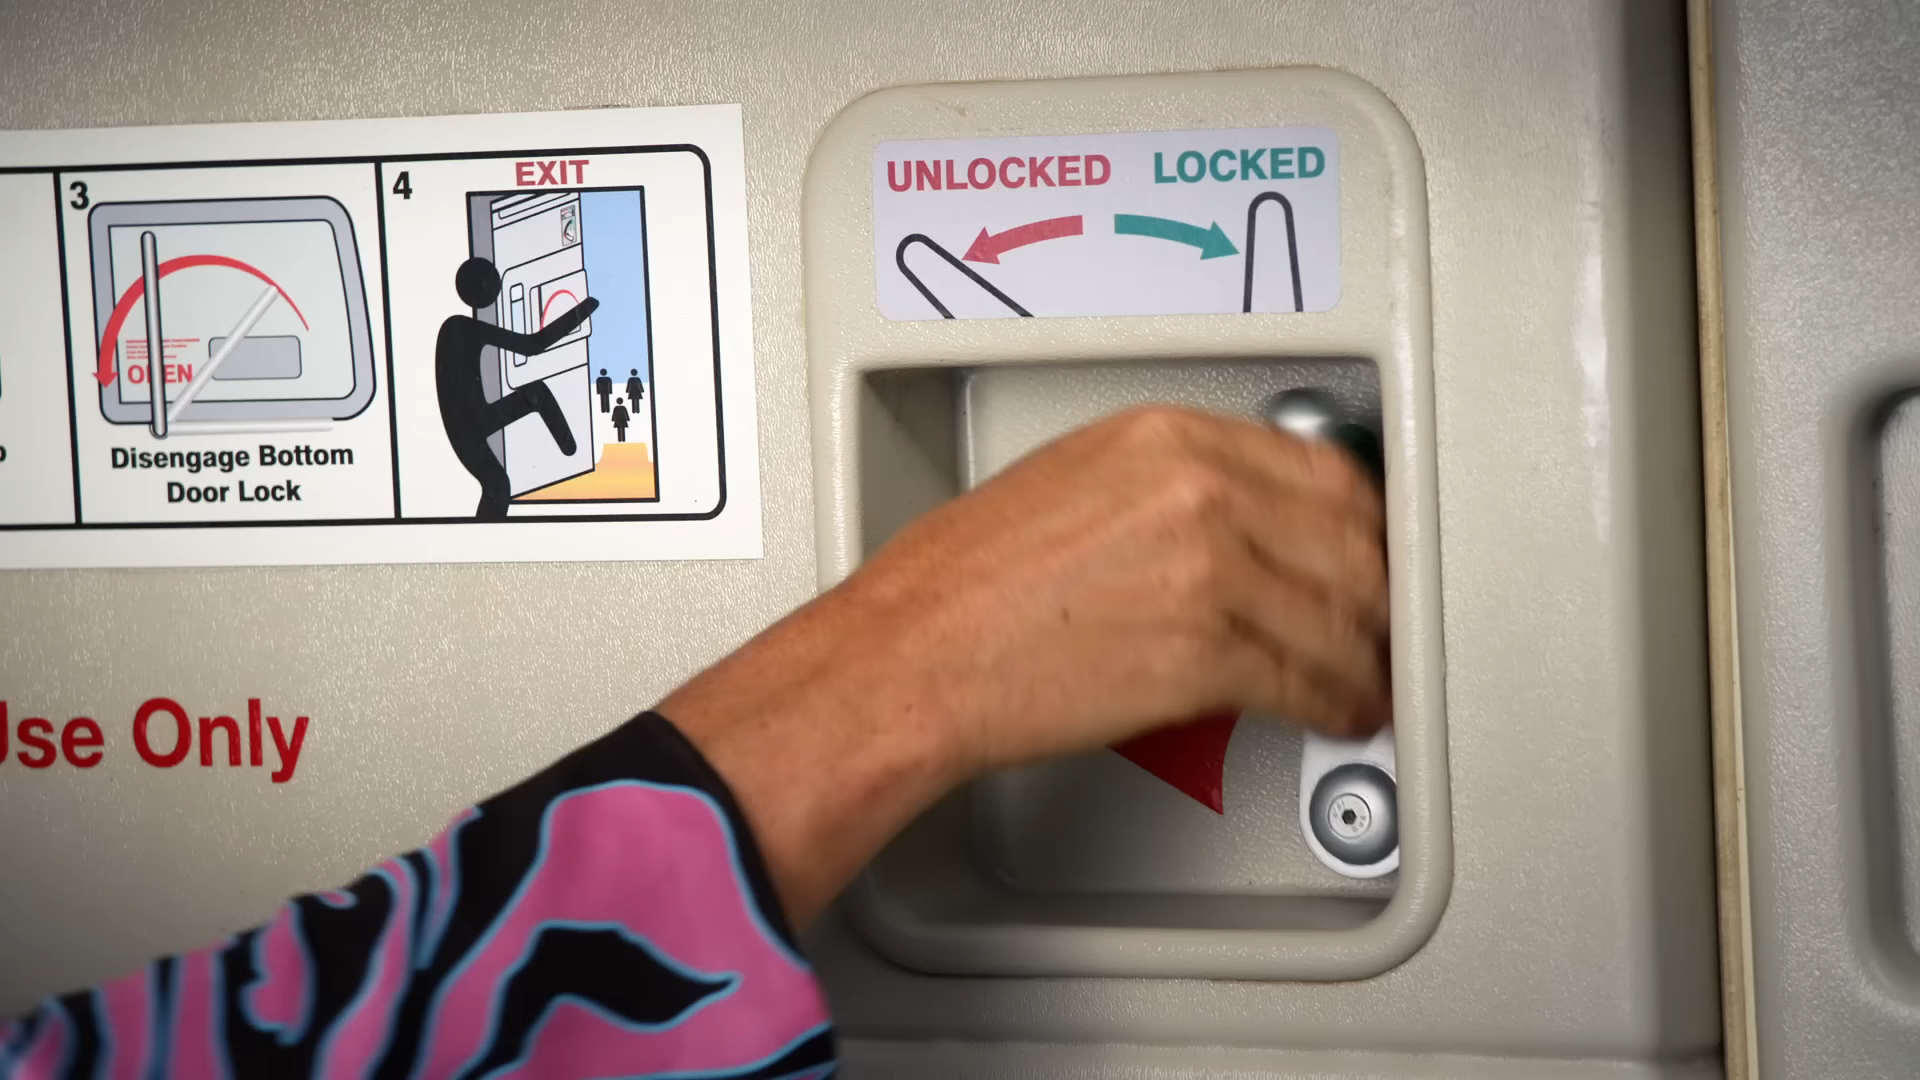 3
OPEN
Disengage Bottom
Door Lock
4
EXIT
Use Only
UNLOCKED LOCKED